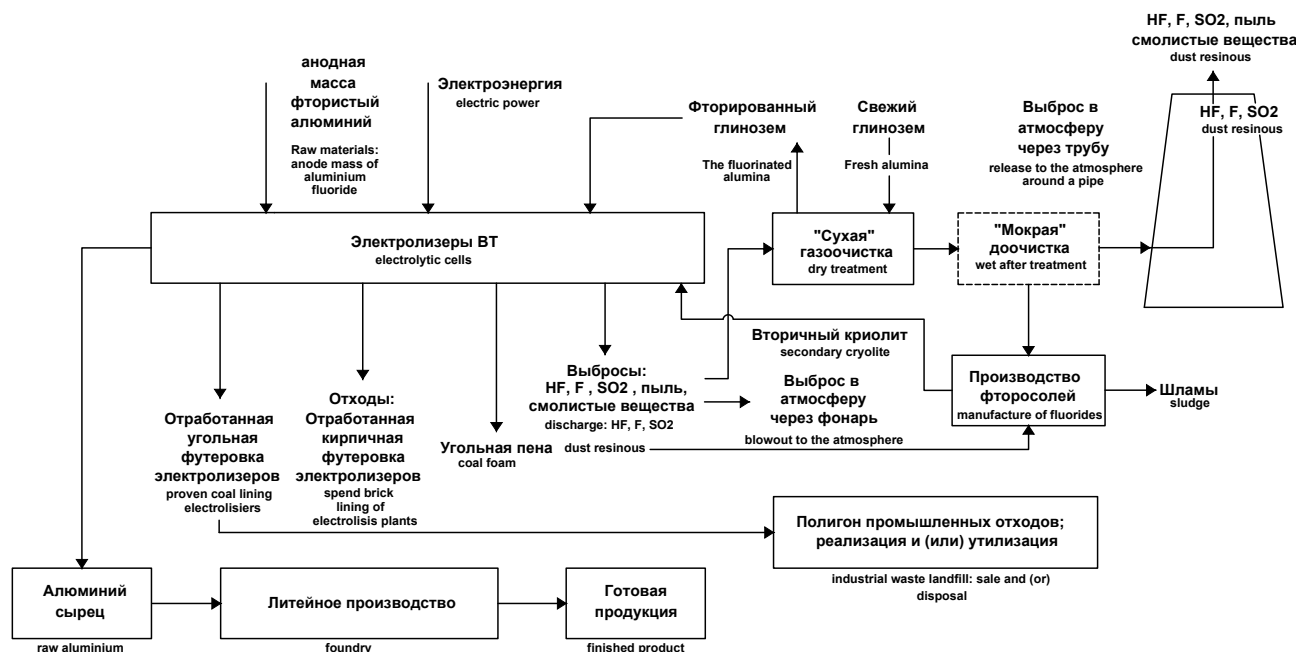 HF, F, SO2, пыль
смолистые вещества
dust resinous
анодная
масса
фтористый
алюминий
Raw materials:
anode mass of
aluminium
fluoride
Электроэнергия
electric power
Фторированный
глинозем
The fluorinated
alumina
Свежий
глинозем
Fresh alumina
Выброс в
атмосферу
через трубу
release to the atmosphere
around a pipe
HF, F, SO2
dust resinous
Электролизеры ВТ
electrolytic cells
"Сухая"
газоочистка
dry treatment
"Мокрая"
доочистка
wet after treatment
Вторичный криолит
secondary cryolite
Выбросы:
HF, F , SO2 , пыль,
смолистые вещества
discharge: HF, F, SO2
dust resinous
Выброс в
атмосферу
через фонарь
blowout to the atmosphere
Производство
фторосолей
manufacture of fluorides
Шламы
sludge
Отработанная
угольная
футеровка
электролизеров
proven coal lining
electrolisiers
Отходы:
Отработанная
кирпичная
футеровка
электролизеров
spend brick
lining of
electrolisis plants
Угольная пена
coal foam
Полигон промышленных отходов;
реализация и (или) утилизация
industrial waste landfill: sale and (or)
disposal
Алюминий
сырец
raw aluminium
Литейное производство
foundry
Готовая
продукция
finished product